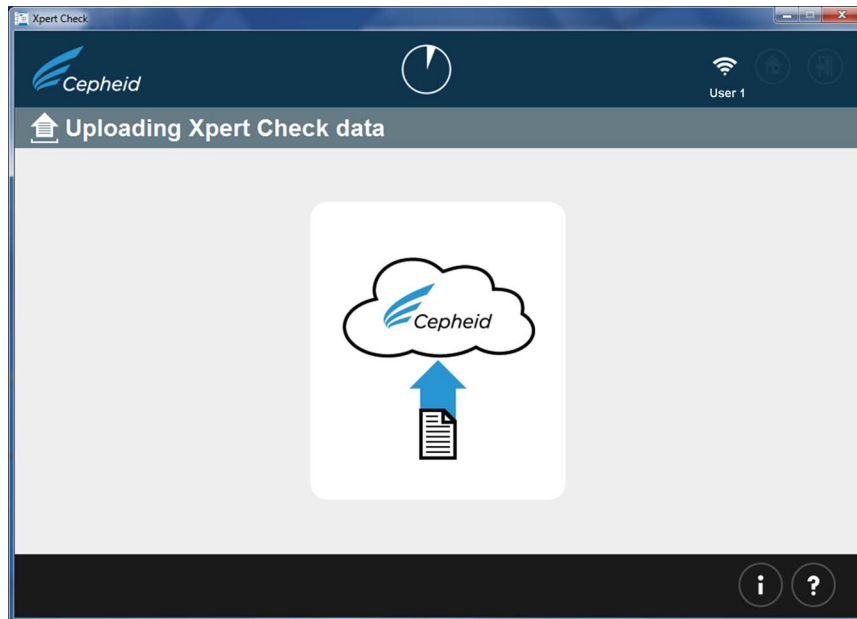 Xpert Check
Cepheid
User 1
Uploading Xpert Check data
Cepheid
i
?